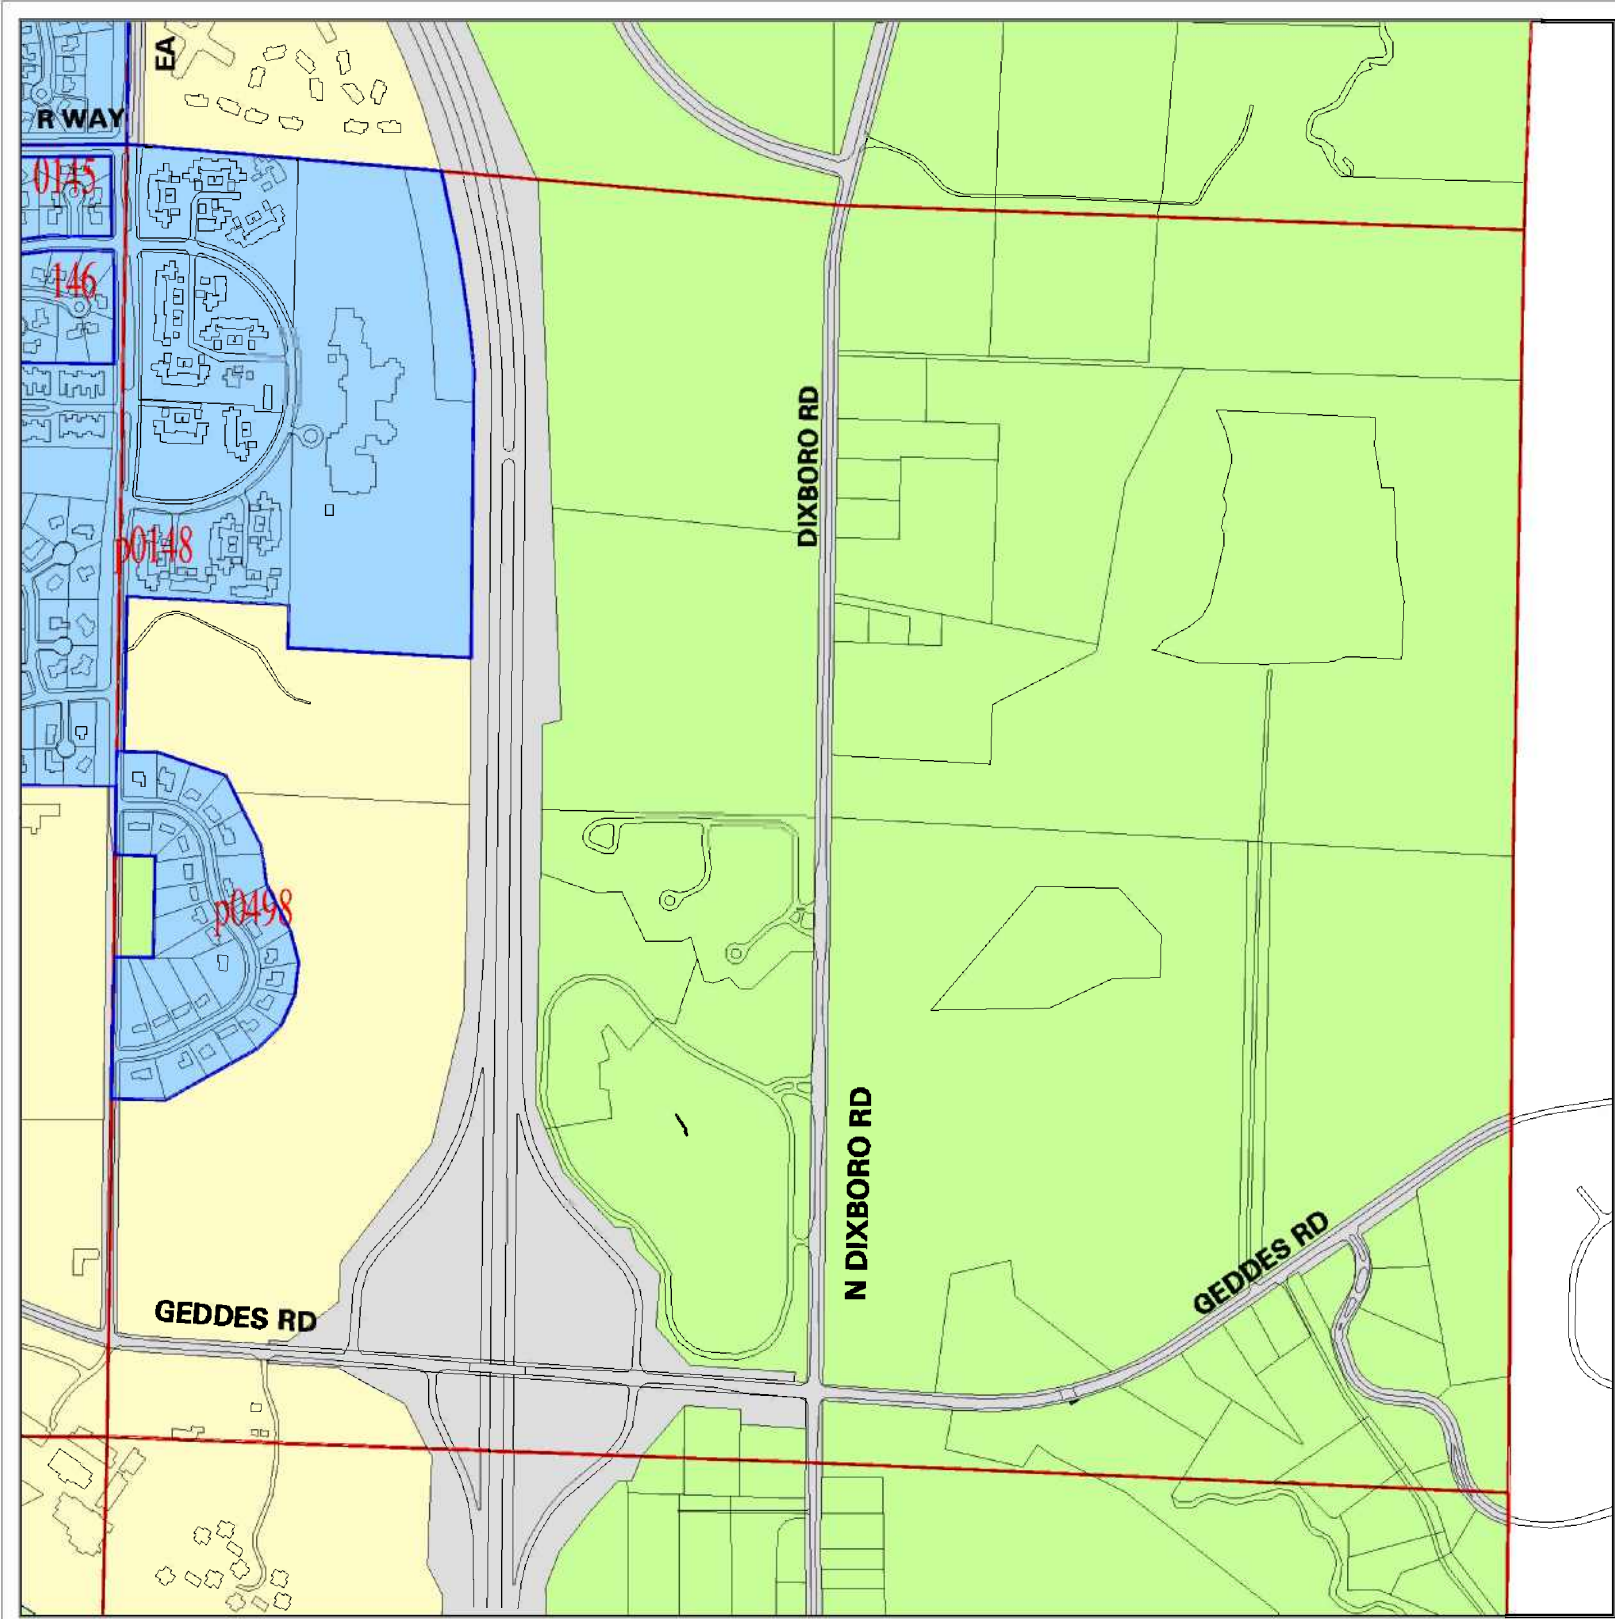 EA
R WAY
0145
146
DIXBORO RD
p0148
p0498
N DIXBORO RD
GEDDES RD
GEDDES RD